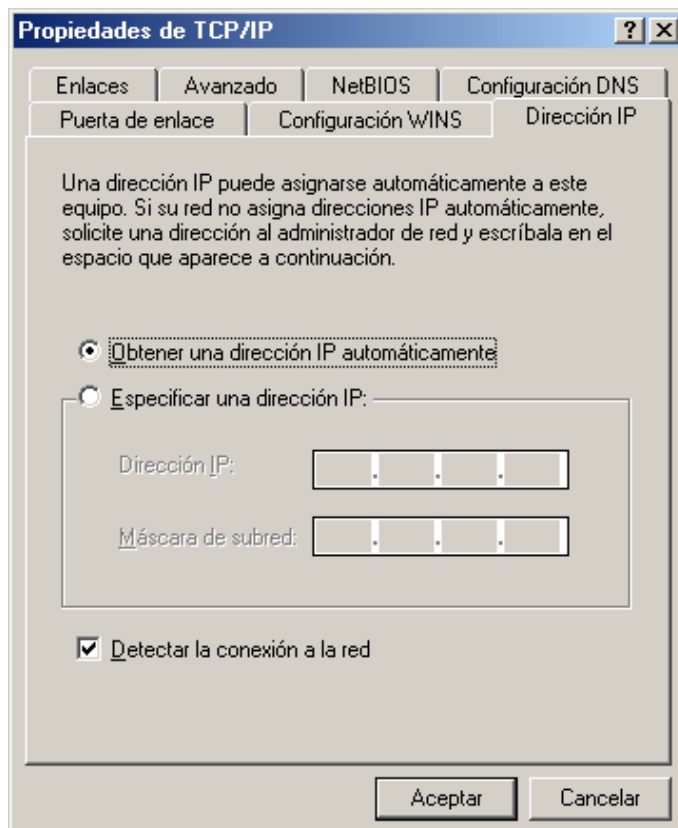 Propiedades de TCP/IP
Enlaces Avanzado NetBIOS Configuración DNS
Puerta de enlace Configuración WINS Dirección IP
Una dirección IP puede asignarse automáticamente a este
equipo. Si su red no asigna direcciones IP automáticamente,
solicite una dirección al administrador de red y escríbala en el
espacio que aparece a continuación.
Obtener una dirección IP automáticamente
Especificar una dirección IP:
Dirección IP:
Máscara de subred:
Detectar la conexión a la red
Aceptar Cancelar